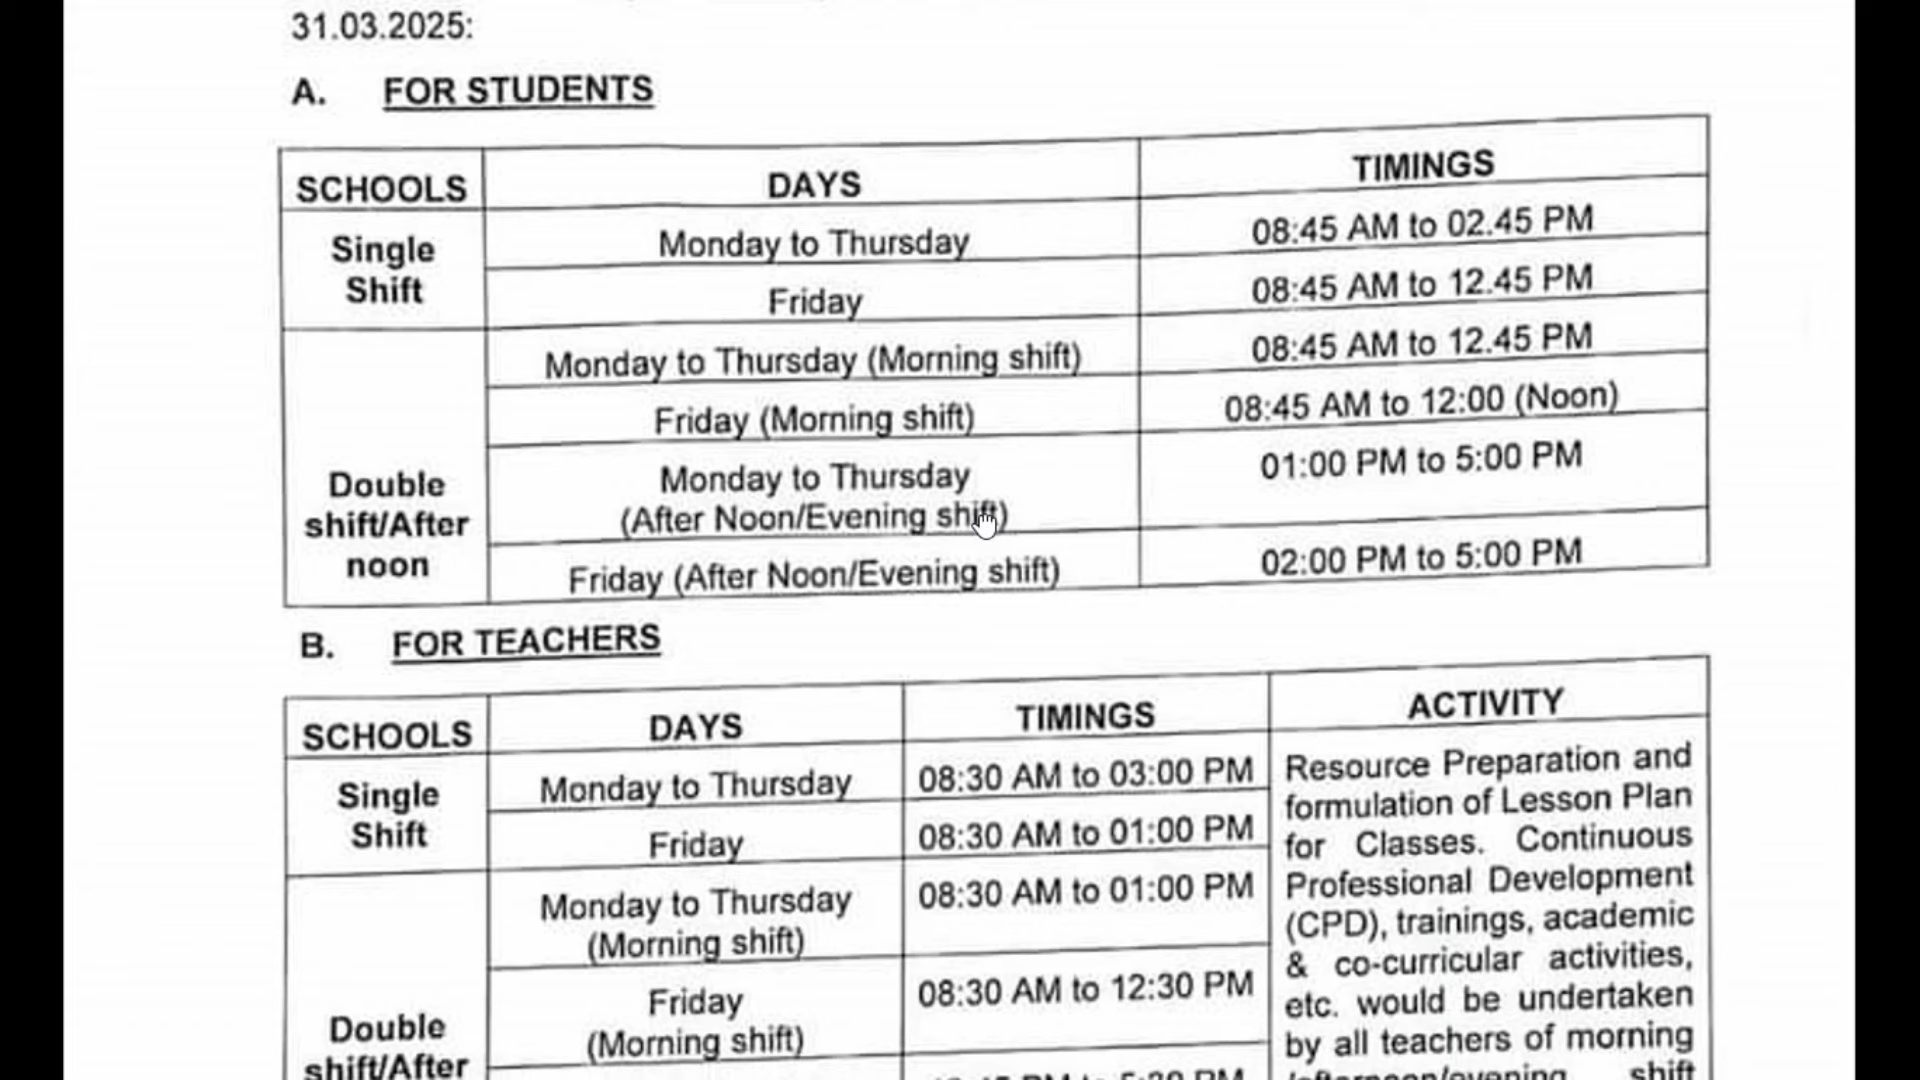 31.03.2025:
A. FOR STUDENTS
SCHOOLS DAYS TIMINGS
Single Shift Monday to Thursday 08:45 AM to 02.45 PM
Friday 08:45 AM to 12.45 PM
Double shift/After noon Monday to Thursday (Morning shift) 08:45 AM to 12.45 PM
Friday (Morning shift) 08:45 AM to 12:00 (Noon)
Monday to Thursday (After Noon/Evening shift) 01:00 PM to 5:00 PM
Friday (After Noon/Evening shift) 02:00 PM to 5:00 PM
B. FOR TEACHERS
SCHOOLS DAYS TIMINGS ACTIVITY
Single Shift Monday to Thursday 08:30 AM to 03:00 PM
Friday 08:30 AM to 01:00 PM
Double shift/After
Monday to Thursday (Morning shift) 08:30 AM to 01:00 PM
Friday (Morning shift) 08:30 AM to 12:30 PM
PM to 5:30 PM
Resource Preparation and
formulation of Lesson Plan
for Classes. Continuous
Professional Development
(CPD), trainings, academic
& co-curricular activities,
etc. would be undertaken
by all teachers of morning
/afternoon/evening shift